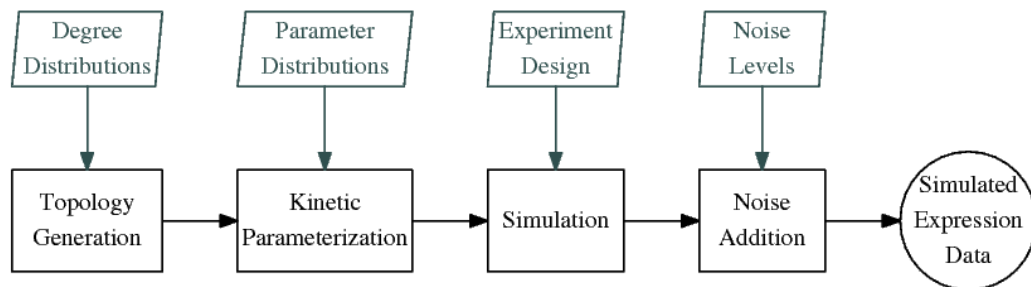 Degree
Distributions
Parameter
Distributions
Experiment
Design
Noise
Levels
Topology
Generation
Kinetic
Parameterization
Simulation
Noise
Addition
Simulated
Expression
Data